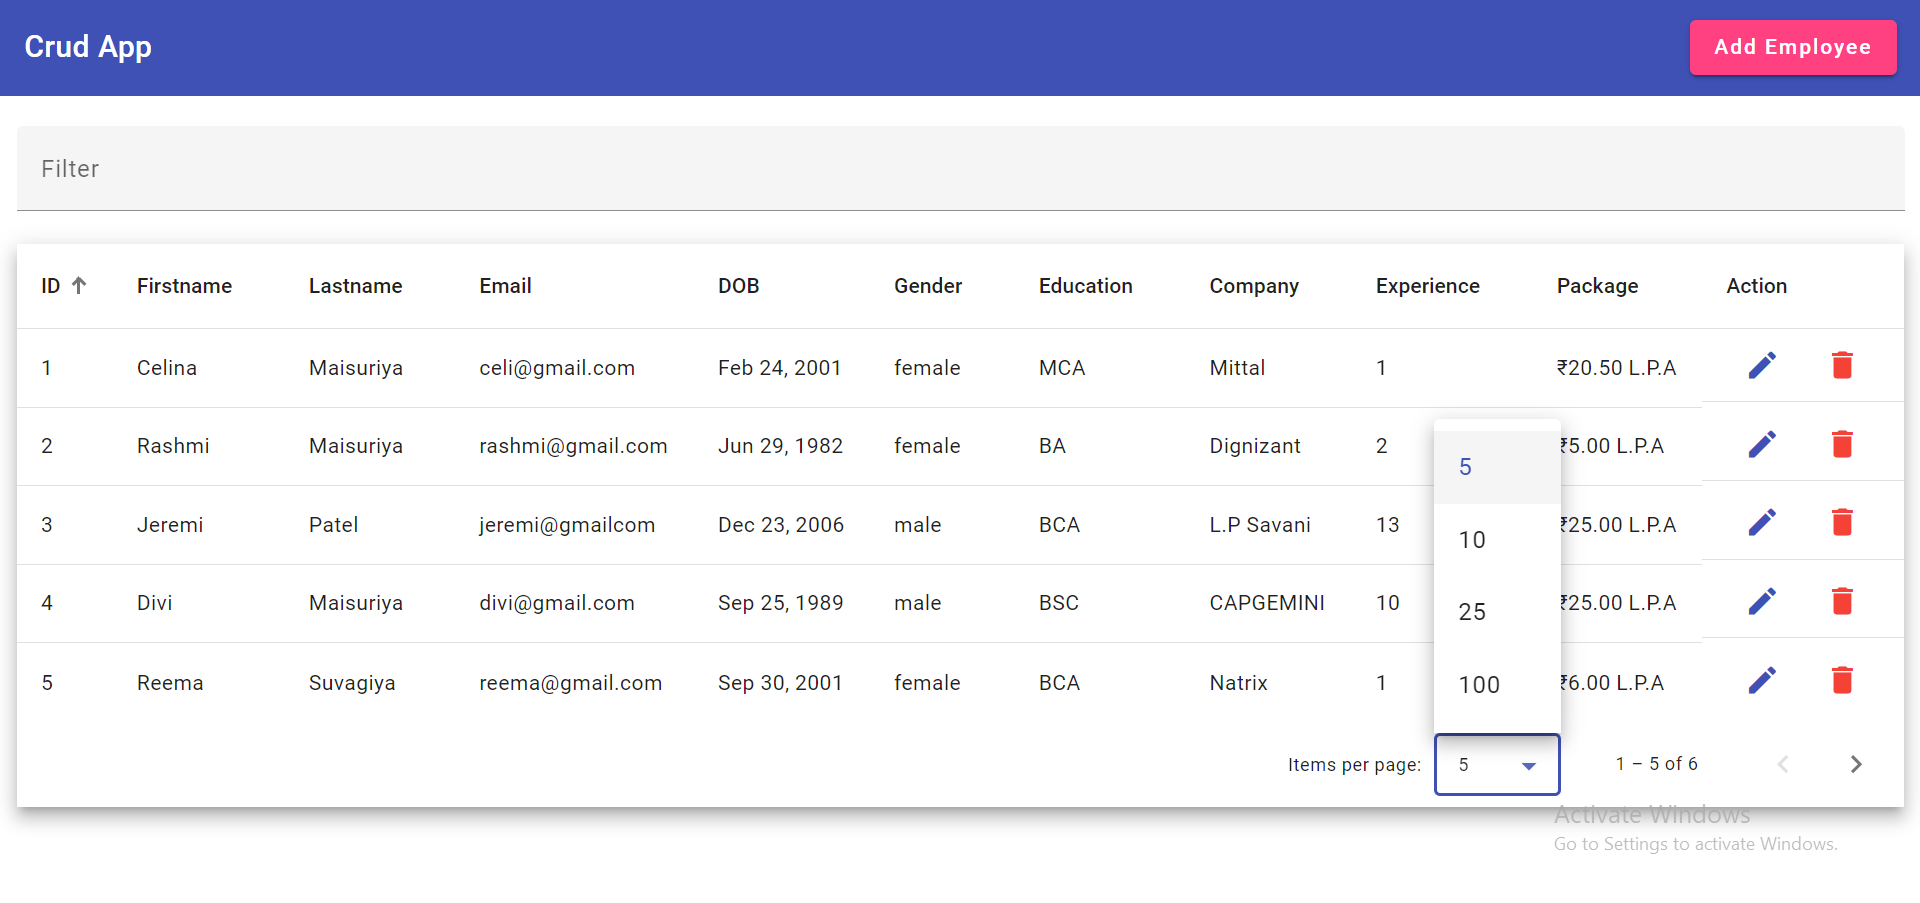 Crud App
Add Employee
Filter
ID Firstname Lastname Email DOB Gender Education Company Experience Package Action
1 Celina Maisuriya celi@gmail.com Feb 24, 2001 female MCA Mittal 1 ₹20.50 L.P.A
2 Rashmi Maisuriya rashmi@gmail.com Jun 29, 1982 female BA Dignizant 2 ₹5.00 L.P.A
3 Jeremi Patel jeremi@gmailcom Dec 23, 2006 male BCA L.P Savani 13 ₹25.00 L.P.A
4 Divi Maisuriya divi@gmail.com Sep 25, 1989 male BSC CAPGEMINI 10 ₹25.00 L.P.A
5 Reema Suvagiya reema@gmail.com Sep 30, 2001 female BCA Natrix 1 ₹6.00 L.P.A
5
10
25
100
Items per page: 5 1 – 5 of 6
Activate Windows
Go to Settings to activate Windows.